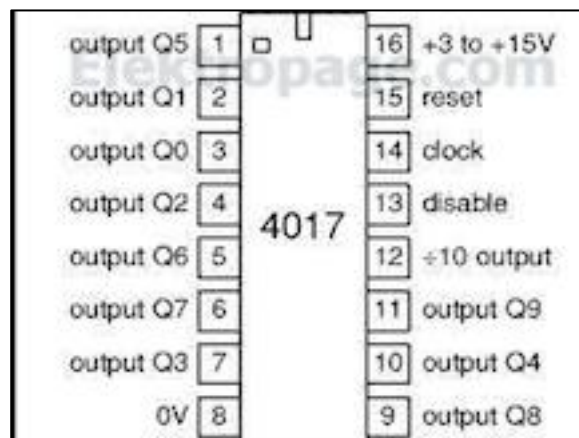 output Q5 1 16 +3 to +15V
Elektropage.com
output Q1 2 15 reset
output Q0 3 14 clock
output Q2 4 13 disable
4017
output Q6 5 12 ÷10 output
output Q7 6 11 output Q9
output Q3 7 10 output Q4
0V 8 9 output Q8